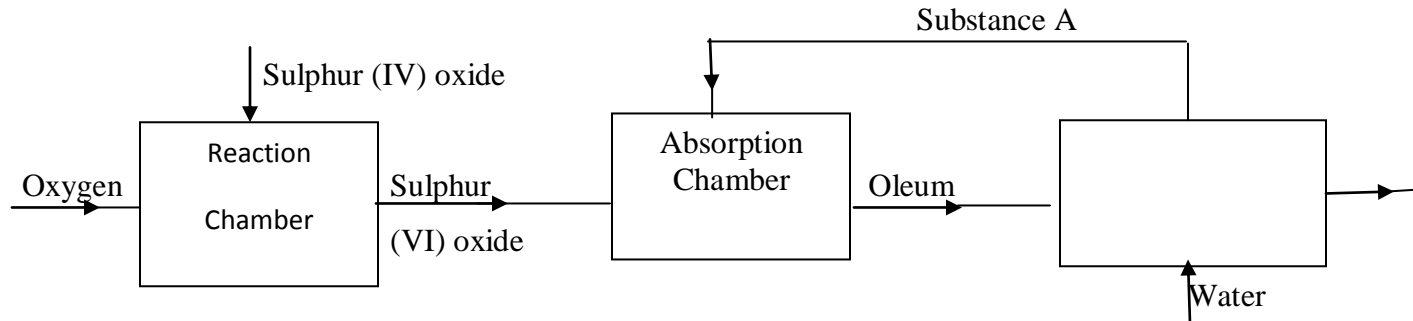 Substance A
Sulphur (IV) oxide
Reaction
Chamber
Absorption
Chamber
Oxygen
Sulphur
(VI) oxide
Oleum
Water